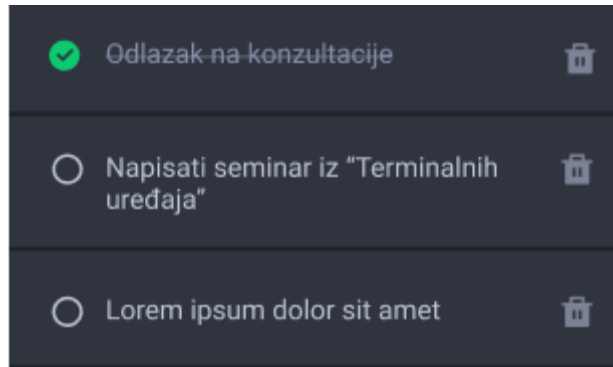 Odlazak na konzultacije
Napisati seminar iz “Terminalnih
uređaja”
Lorem ipsum dolor sit amet